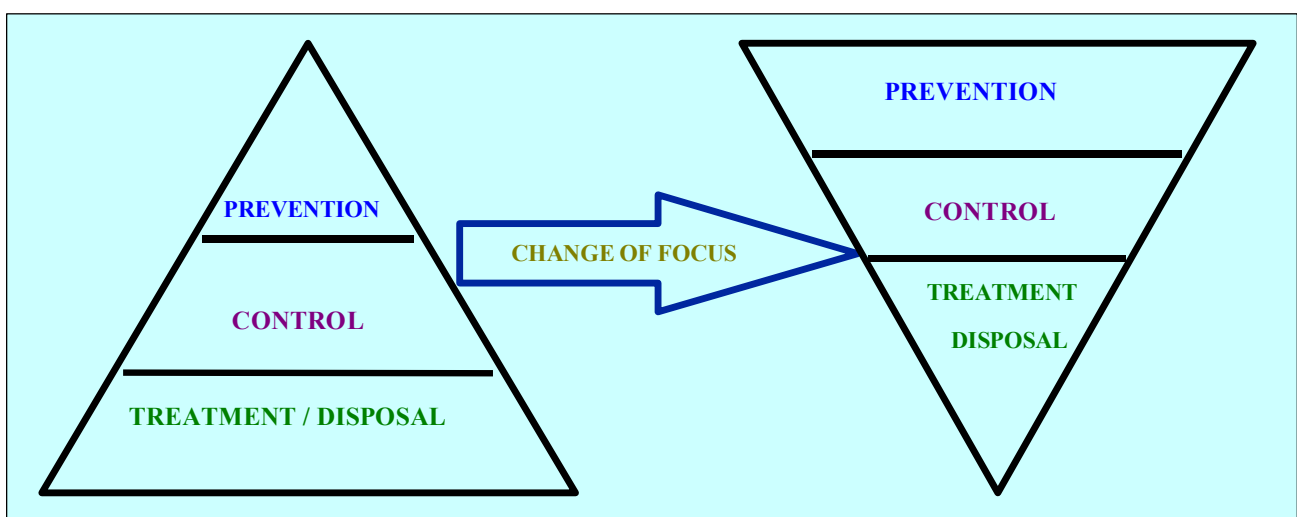 PREVENTION
CONTROL
TREATMENT / DISPOSAL
CHANGE OF FOCUS
PREVENTION
CONTROL
TREATMENT
DISPOSAL